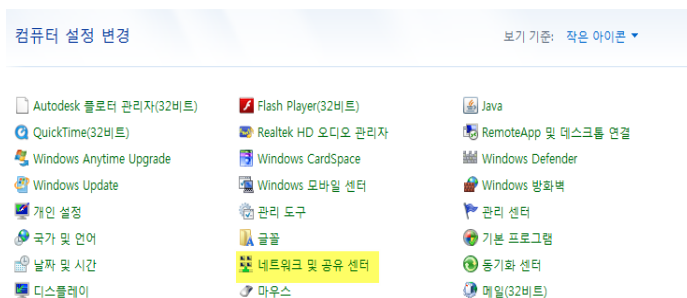 컴퓨터 설정 변경
보기 기준: 작은 아이콘
Autodesk 플로터 관리자(32비트) Flash Player(32비트) Java
QuickTime(32비트) Realtek HD 오디오 관리자 RemoteApp 및 데스크톱 연결
Windows Anytime Upgrade Windows CardSpace Windows Defender
Windows Update Windows 모바일 센터 Windows 방화벽
개인 설정 관리 도구 관리 센터
국가 및 언어 글꼴 기본 프로그램
날짜 및 시간 네트워크 및 공유 센터 동기화 센터
디스플레이 마우스 메일(32비트)